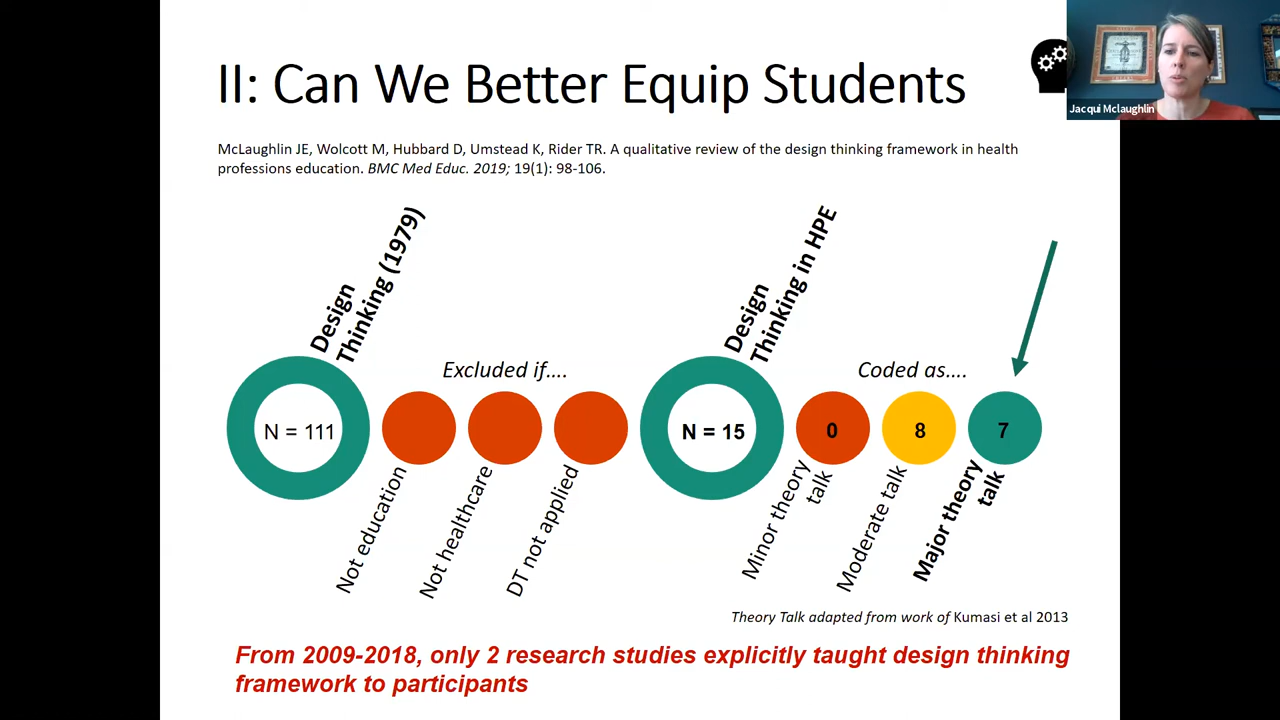 II: Can We Better Equip Students
Jacqui Mclaughlin
McLaughlin JE, Wolcott M, Hubbard D, Umstead K, Rider TR. A qualitative review of the design thinking framework in health
professions education. BMC Med Educ. 2019; 19(1): 98-106.
Design
Thinking (1979)
Excluded if....
N = 111
Not education
Not healthcare
DT not applied
Design
Thinking in HPE
Coded as....
N = 15
0
8
7
Minor theory
talk
Moderate talk
Major theory
talk
Theory Talk adapted from work of Kumasi et al 2013
From 2009-2018, only 2 research studies explicitly taught design thinking
framework to participants